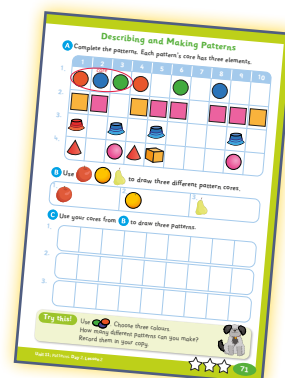 Describing and Making Patterns
A Complete the patterns. Each pattern's core has three elements.
1 2 3 4 5 6 7 8 9 10
1.
2.
3.
4.
B Use to draw three different pattern cores.
1. 2. 3.
C Use your cores from B to draw three patterns.
1.
2.
3.
Try this! Use Choose three colours.
How many different patterns can you make?
Record them in your copy.
71